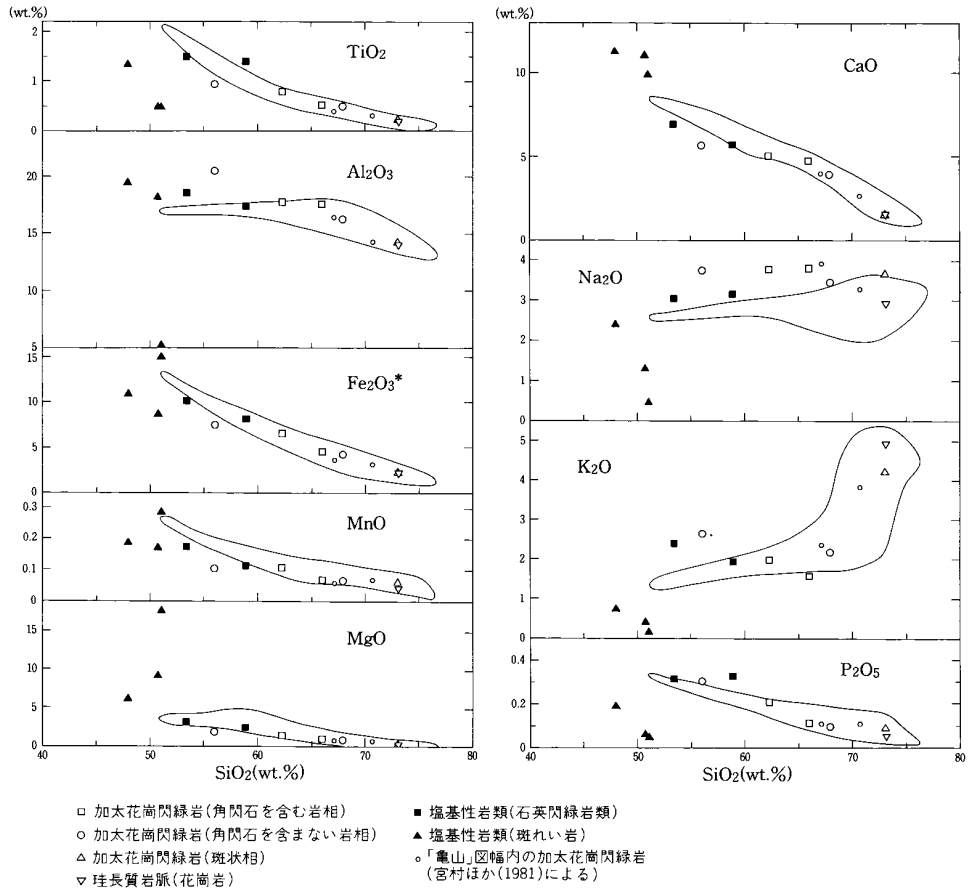 (wt.%)
TiO2
2
1
0
Al2O3
20
15
10
5
Fe2O3*
15
10
5
0
MnO
0.3
0.2
0.1
0
MgO
15
10
5
0
40
50
60
70
80
SiO2(wt.%)
(wt.%)
CaO
10
5
0
Na2O
4
3
2
1
0
K2O
5
4
3
2
1
0
P2O5
0.4
0.2
0
40
50
60
70
80
SiO2(wt.%)
□ 加太花崗閃緑岩(角閃石を含む岩相)
○ 加太花崗閃緑岩(角閃石を含まない岩相)
△ 加太花崗閃緑岩(斑状相)
▽ 珪長質岩脈(花崗岩)
■ 塩基性岩類(石英閃緑岩類)
▲ 塩基性岩類(斑れい岩)
○ 「亀山」図幅内の加太花崗閃緑岩
(宮村ほか(1981)による)